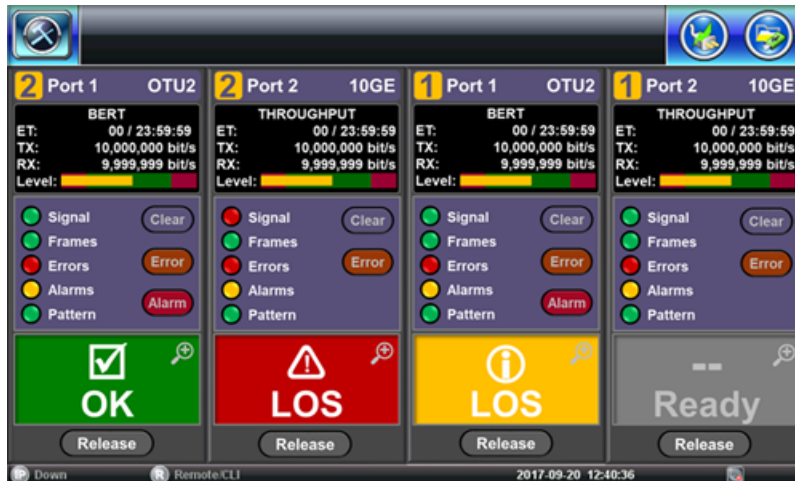 2 Port 1 OTU2
BERT
ET: 00 / 23:59:59
TX: 10,000,000 bit/s
RX: 9,999,999 bit/s
Level:
Signal Clear
Frames
Errors Error
Alarms
Alarm
Pattern
OK
Release
2 Port 2 10GE
THROUGHPUT
ET: 00 / 23:59:59
TX: 10,000,000 bit/s
RX: 9,999,999 bit/s
Level:
Signal Clear
Frames
Errors Error
Alarms
Pattern
LOS
Release
1 Port 1 OTU2
BERT
ET: 00 / 23:59:59
TX: 10,000,000 bit/s
RX: 9,999,999 bit/s
Level:
Signal Clear
Frames
Errors Error
Alarms
Alarm
Pattern
LOS
Release
1 Port 2 10GE
THROUGHPUT
ET: 00 / 23:59:59
TX: 10,000,000 bit/s
RX: 9,999,999 bit/s
Level:
Signal Clear
Frames
Errors Error
Alarms
Pattern
--
Ready
Release
IP Down R Remote/CLI 2017-09-20 12:40:36